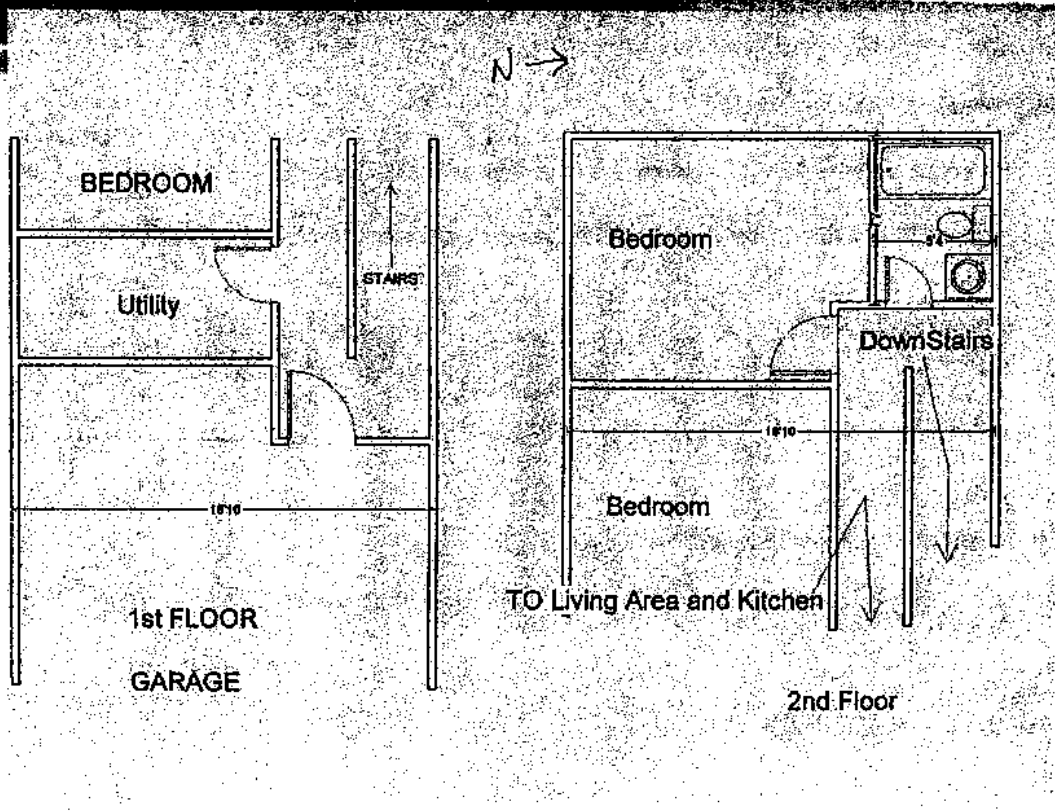 N
BEDROOM
Utility
STAIRS
1st FLOOR
GARAGE
Bedroom
DownStairs
Bedroom
TO Living Area and Kitchen
2nd Floor